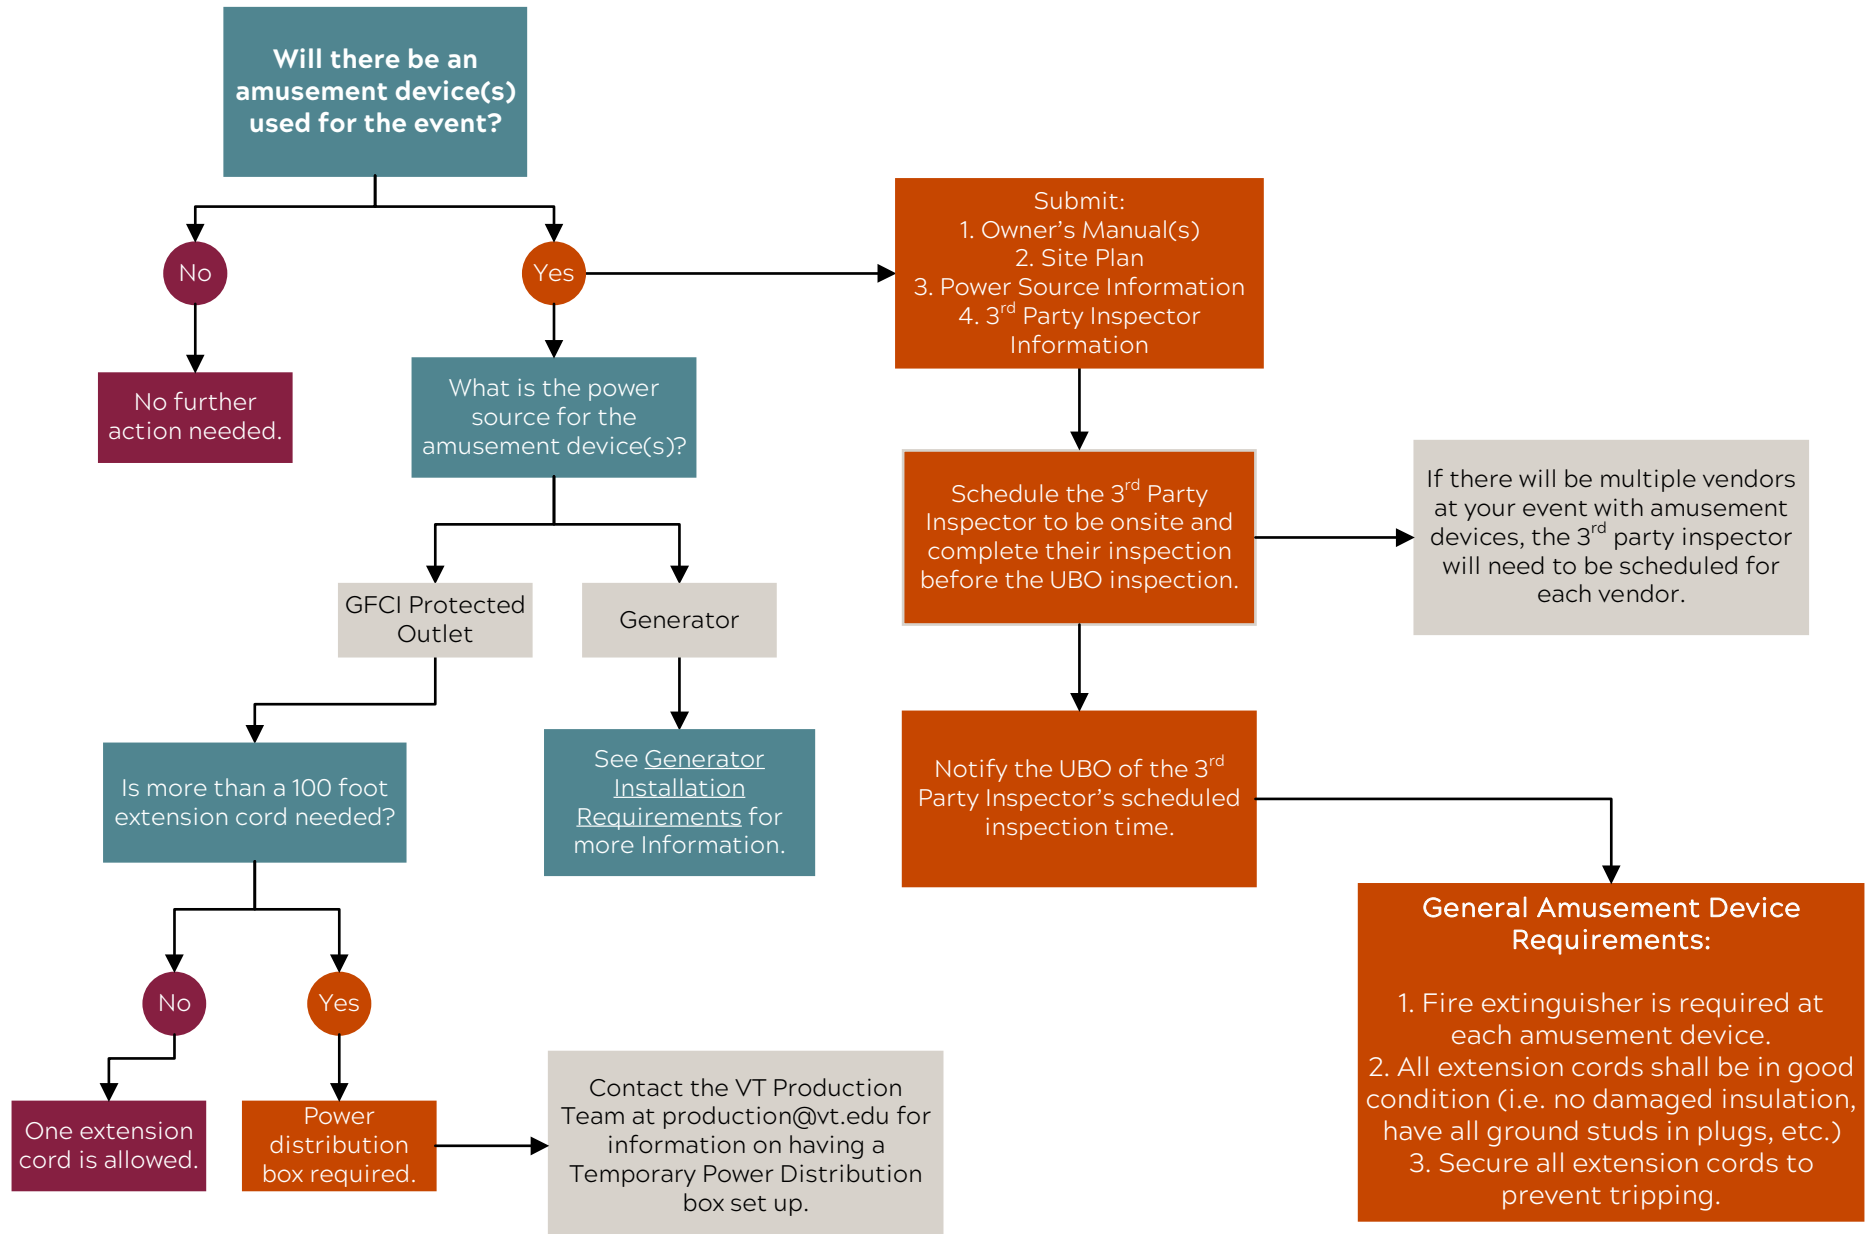 Will there be an
amusement device(s)
used for the event?
No
Yes
No further
action needed.
What is the power
source for the
amusement device(s)?
GFCI Protected
Outlet
Generator
Is more than a 100 foot
extension cord needed?
See Generator
Installation
Requirements for
more Information.
No
Yes
One extension
cord is allowed.
Power
distribution
box required.
Contact the VT Production
Team at production@vt.edu for
information on having a
Temporary Power Distribution
box set up.
Submit:
1. Owner’s Manual(s)
2. Site Plan
3. Power Source Information
4. 3rd Party Inspector
Information
Schedule the 3rd Party
Inspector to be onsite and
complete their inspection
before the UBO inspection.
If there will be multiple vendors
at your event with amusement
devices, the 3rd party inspector
will need to be scheduled for
each vendor.
Notify the UBO of the 3rd
Party Inspector’s scheduled
inspection time.
General Amusement Device
Requirements:
1. Fire extinguisher is required at
each amusement device.
2. All extension cords shall be in good
condition (i.e. no damaged insulation,
have all ground studs in plugs, etc.)
3. Secure all extension cords to
prevent tripping.